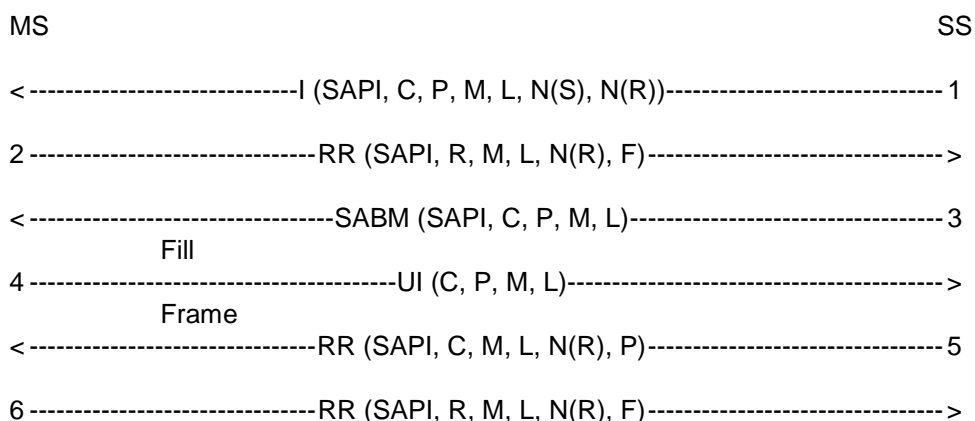 MS SS
< ------------------------------I (SAPI, C, P, M, L, N(S), N(R))------------------------------- 1
2 --------------------------------RR (SAPI, R, M, L, N(R), F)--------------------------------- >
< ----------------------------------SABM (SAPI, C, P, M, L)----------------------------------- 3
Fill
4 -----------------------------------------UI (C, P, M, L)------------------------------------------ >
Frame
< --------------------------------RR (SAPI, C, M, L, N(R), P)--------------------------------- 5
6 --------------------------------RR (SAPI, R, M, L, N(R), F)--------------------------------- >